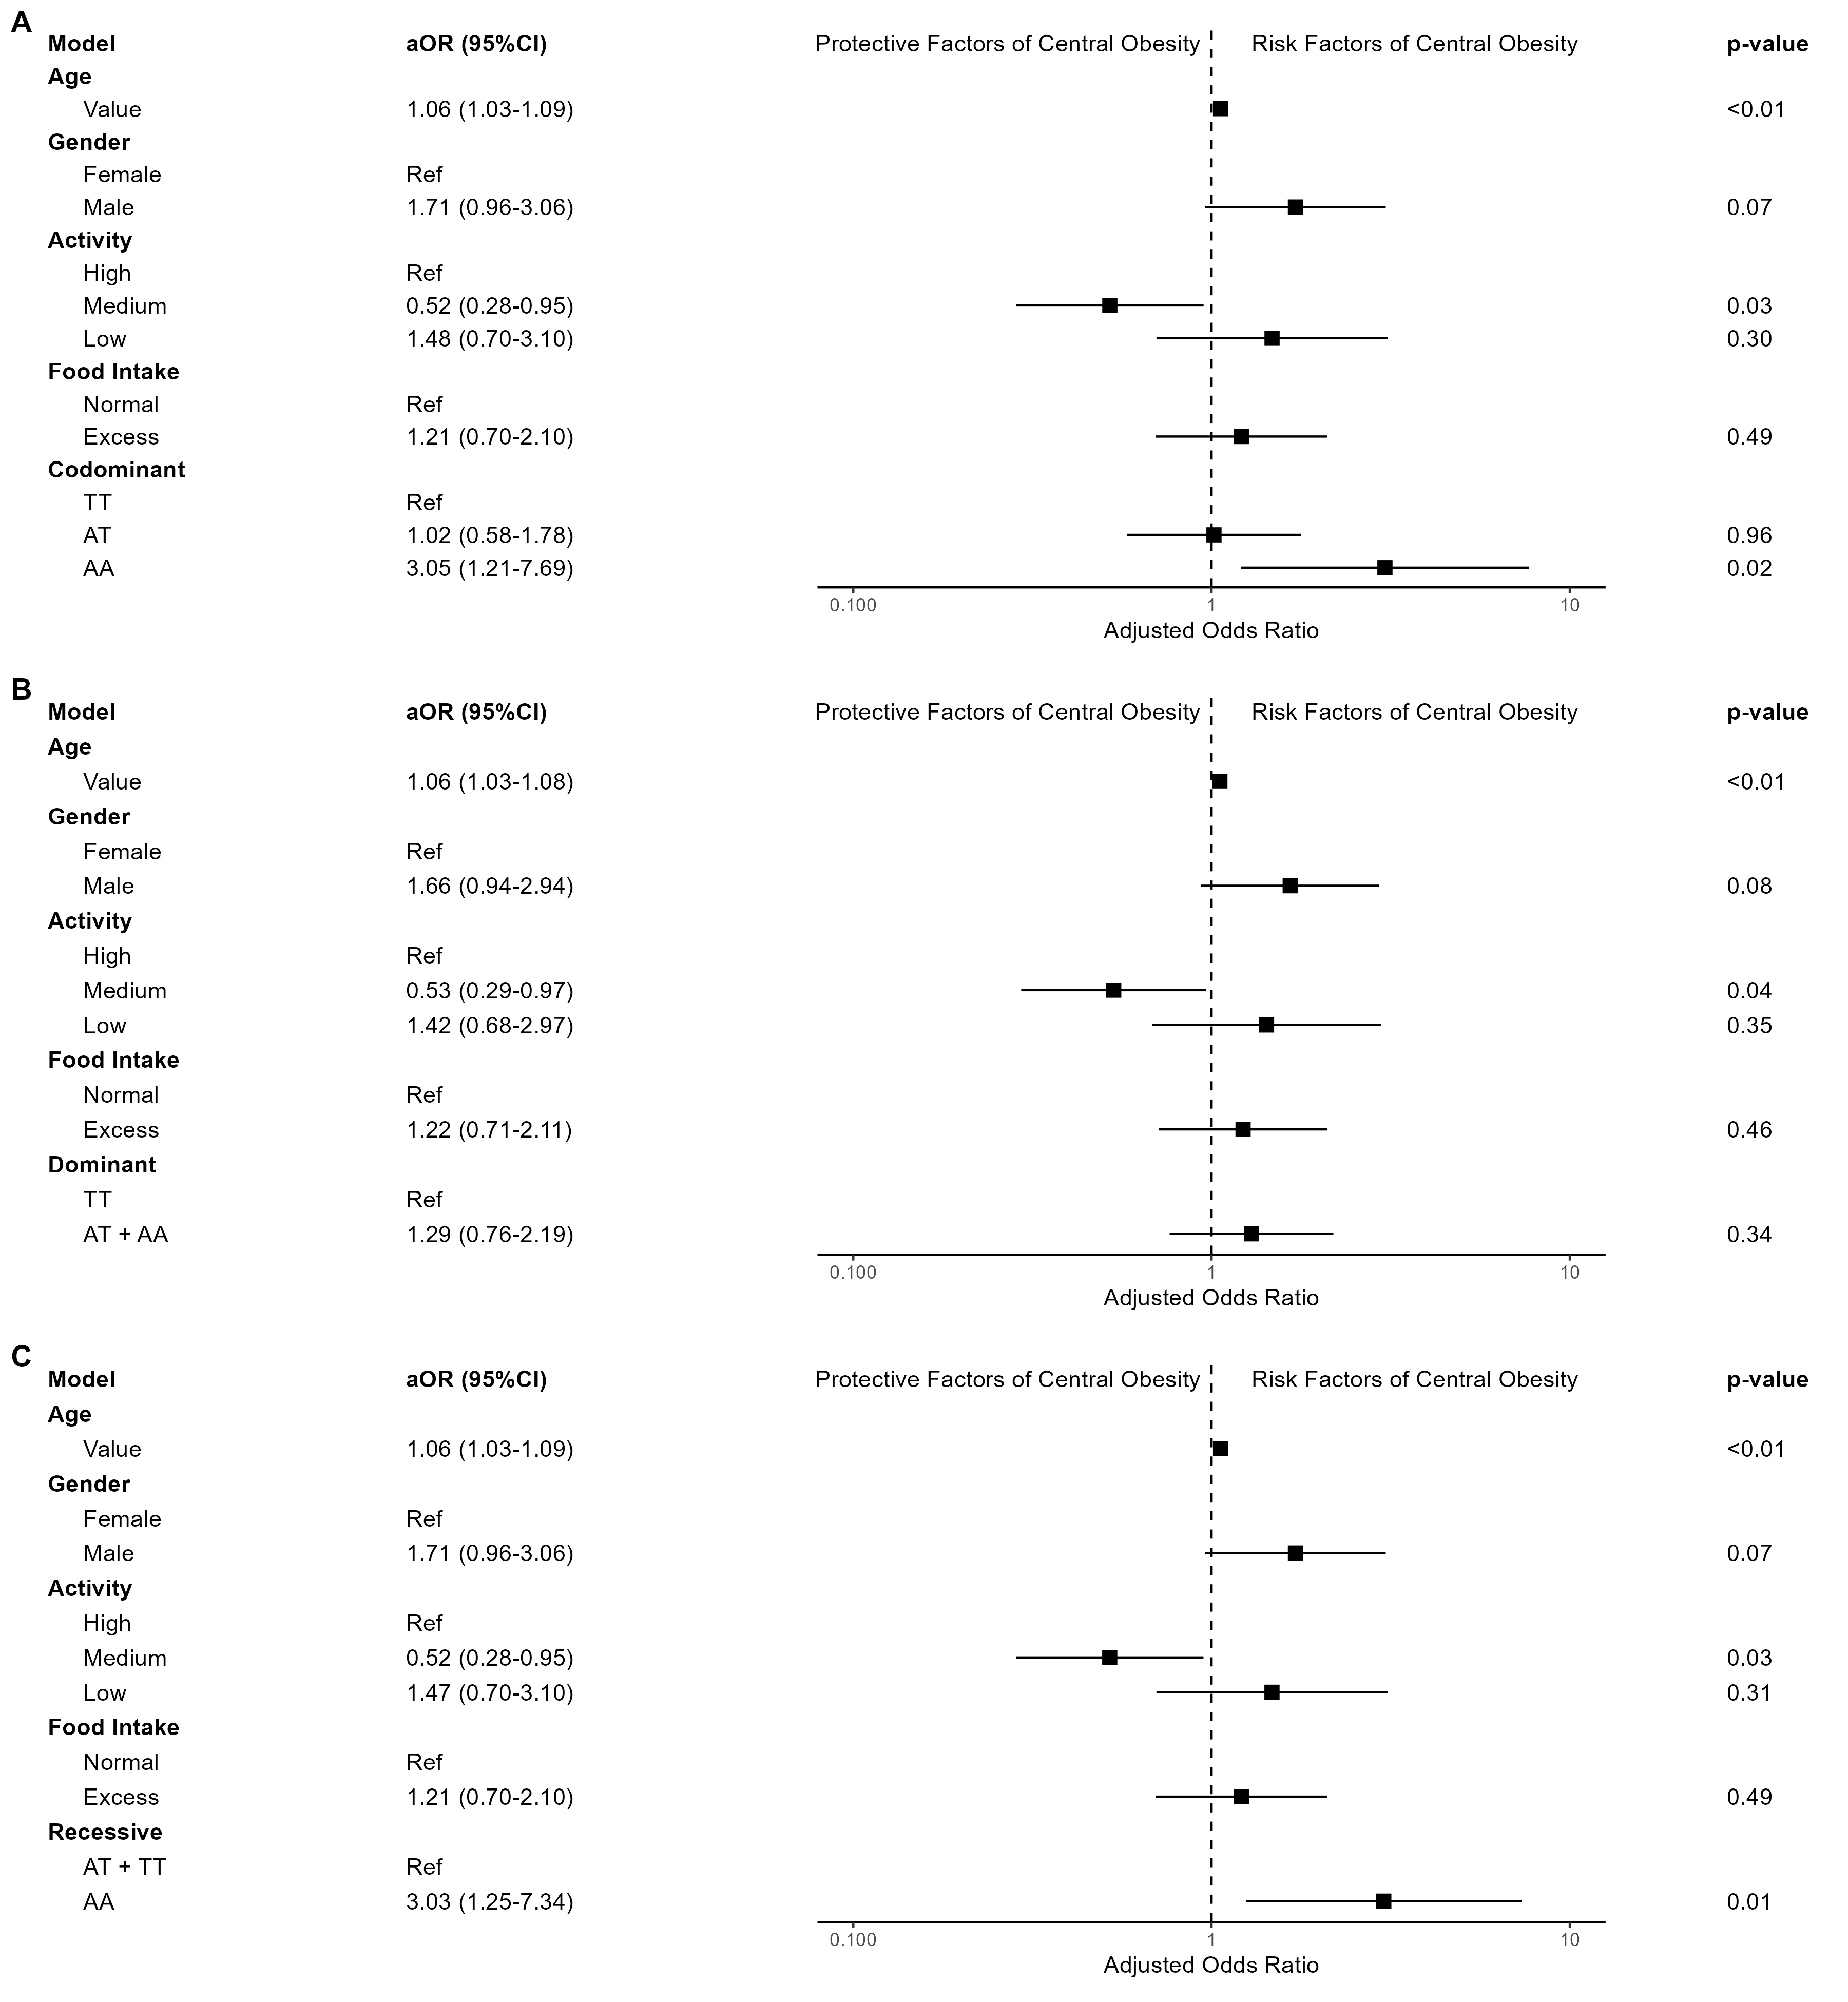 A
Model aOR (95%CI) Protective Factors of Central Obesity Risk Factors of Central Obesity p-value
Age
Value 1.06 (1.03-1.09) <0.01
Gender
Female Ref
Male 1.71 (0.96-3.06) 0.07
Activity
High Ref
Medium 0.52 (0.28-0.95) 0.03
Low 1.48 (0.70-3.10) 0.30
Food Intake
Normal Ref
Excess 1.21 (0.70-2.10) 0.49
Codominant
TT Ref
AT 1.02 (0.58-1.78) 0.96
AA 3.05 (1.21-7.69) 0.02
0.100 1 10
Adjusted Odds Ratio
B
Model aOR (95%CI) Protective Factors of Central Obesity Risk Factors of Central Obesity p-value
Age
Value 1.06 (1.03-1.08) <0.01
Gender
Female Ref
Male 1.66 (0.94-2.94) 0.08
Activity
High Ref
Medium 0.53 (0.29-0.97) 0.04
Low 1.42 (0.68-2.97) 0.35
Food Intake
Normal Ref
Excess 1.22 (0.71-2.11) 0.46
Dominant
TT Ref
AT + AA 1.29 (0.76-2.19) 0.34
0.100 1 10
Adjusted Odds Ratio
C
Model aOR (95%CI) Protective Factors of Central Obesity Risk Factors of Central Obesity p-value
Age
Value 1.06 (1.03-1.09) <0.01
Gender
Female Ref
Male 1.71 (0.96-3.06) 0.07
Activity
High Ref
Medium 0.52 (0.28-0.95) 0.03
Low 1.47 (0.70-3.10) 0.31
Food Intake
Normal Ref
Excess 1.21 (0.70-2.10) 0.49
Recessive
AT + TT Ref
AA 3.03 (1.25-7.34) 0.01
0.100 1 10
Adjusted Odds Ratio